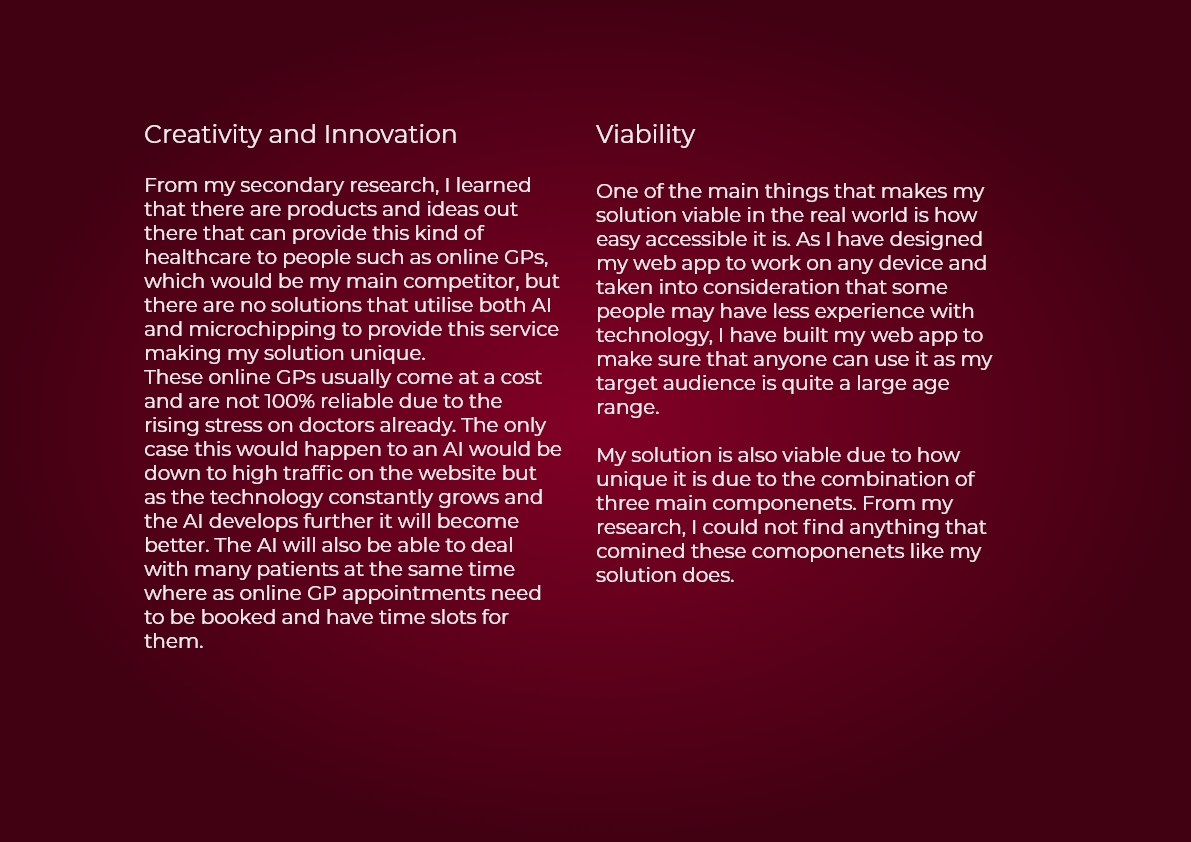 Creativity and Innovation
From my secondary research, I learned
that there are products and ideas out
there that can provide this kind of
healthcare to people such as online GPs,
which would be my main competitor, but
there are no solutions that utilise both AI
and microchipping to provide this service
making my solution unique.
These online GPs usually come at a cost
and are not 100% reliable due to the
rising stress on doctors already. The only
case this would happen to an AI would be
down to high traffic on the website but
as the technology constantly grows and
the AI develops further it will become
better. The AI will also be able to deal
with many patients at the same time
where as online GP appointments need
to be booked and have time slots for
them.
Viability
One of the main things that makes my
solution viable in the real world is how
easy accessible it is. As I have designed
my web app to work on any device and
taken into consideration that some
people may have less experience with
technology, I have built my web app to
make sure that anyone can use it as my
target audience is quite a large age
range.
My solution is also viable due to how
unique it is due to the combination of
three main componenets. From my
research, I could not find anything that
comined these comoponenets like my
solution does.